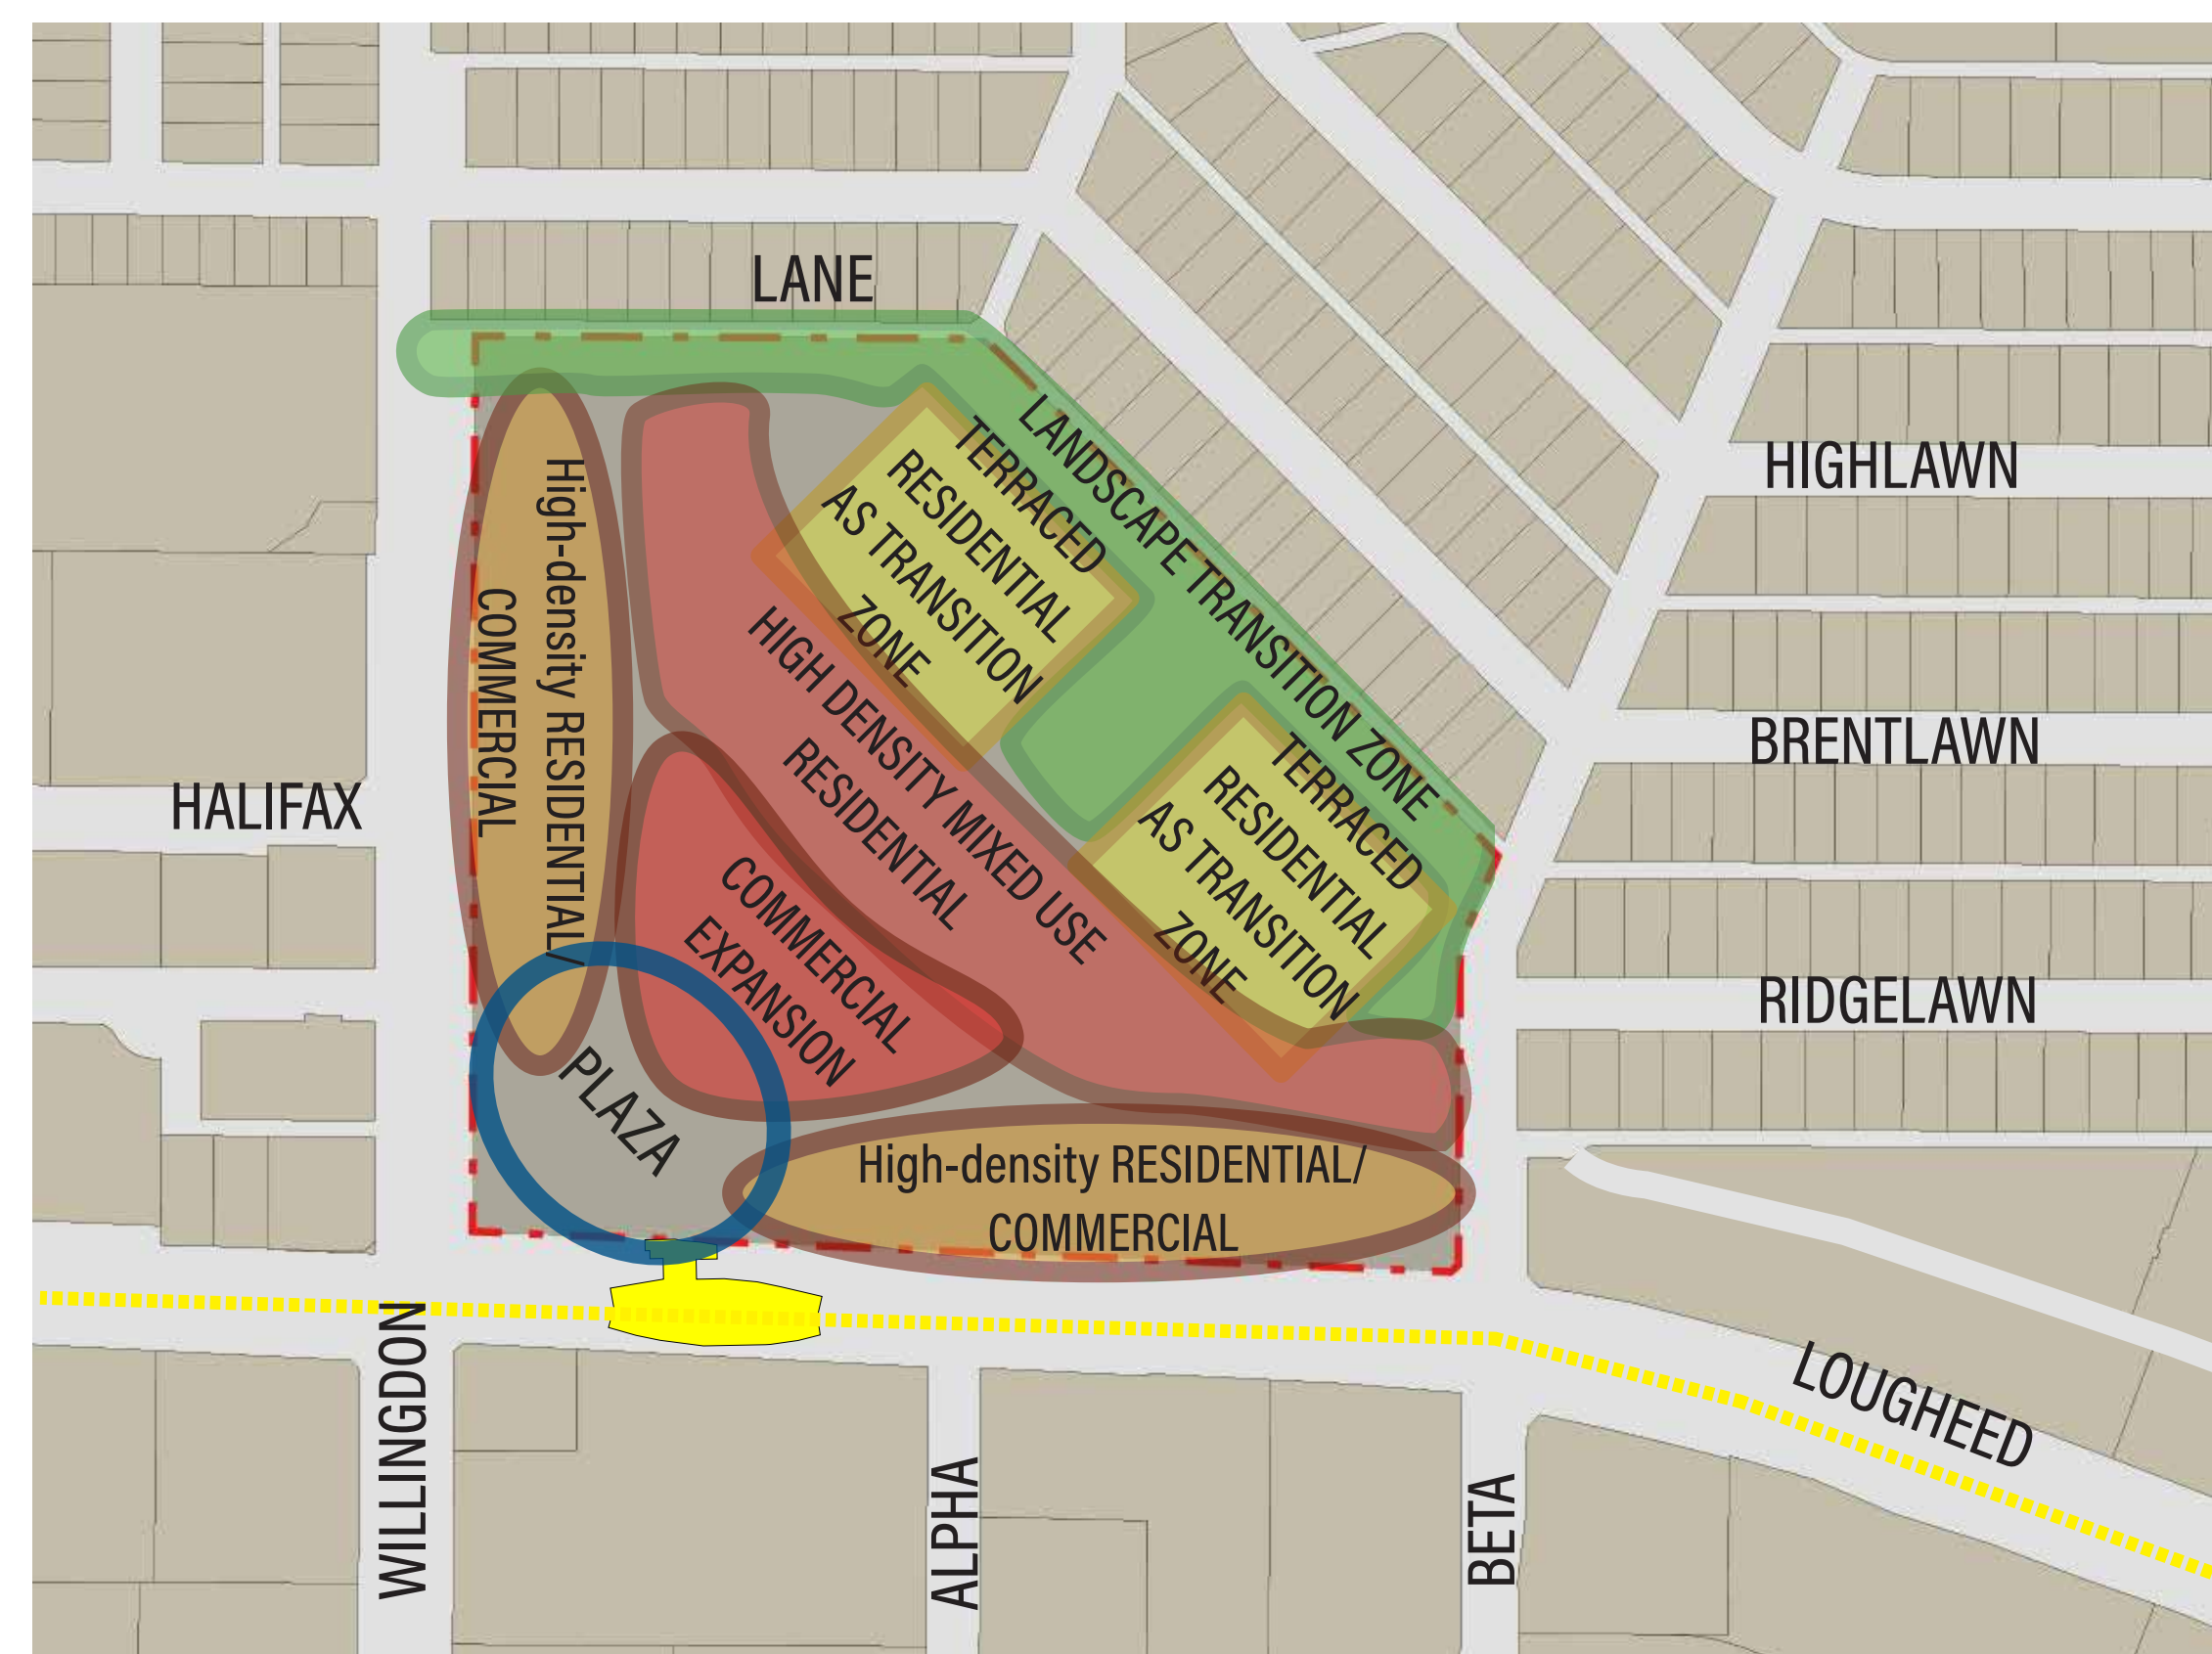 LANE
LANDSCAPE TRANSITION ZONE
TERRACED
RESIDENTIAL
AS TRANSITION
ZONE
HIGHLAWN
High-density RESIDENTIAL/
COMMERCIAL
HIGH DENSITY MIXED USE
RESIDENTIAL
TERRACED
RESIDENTIAL
AS TRANSITION
ZONE
BRENTLAWN
HALIFAX
COMMERCIAL
EXPANSION
RIDGELAWN
PLAZA
High-density RESIDENTIAL/
COMMERCIAL
WILLINGDON
ALPHA
BETA
LOUGHEED